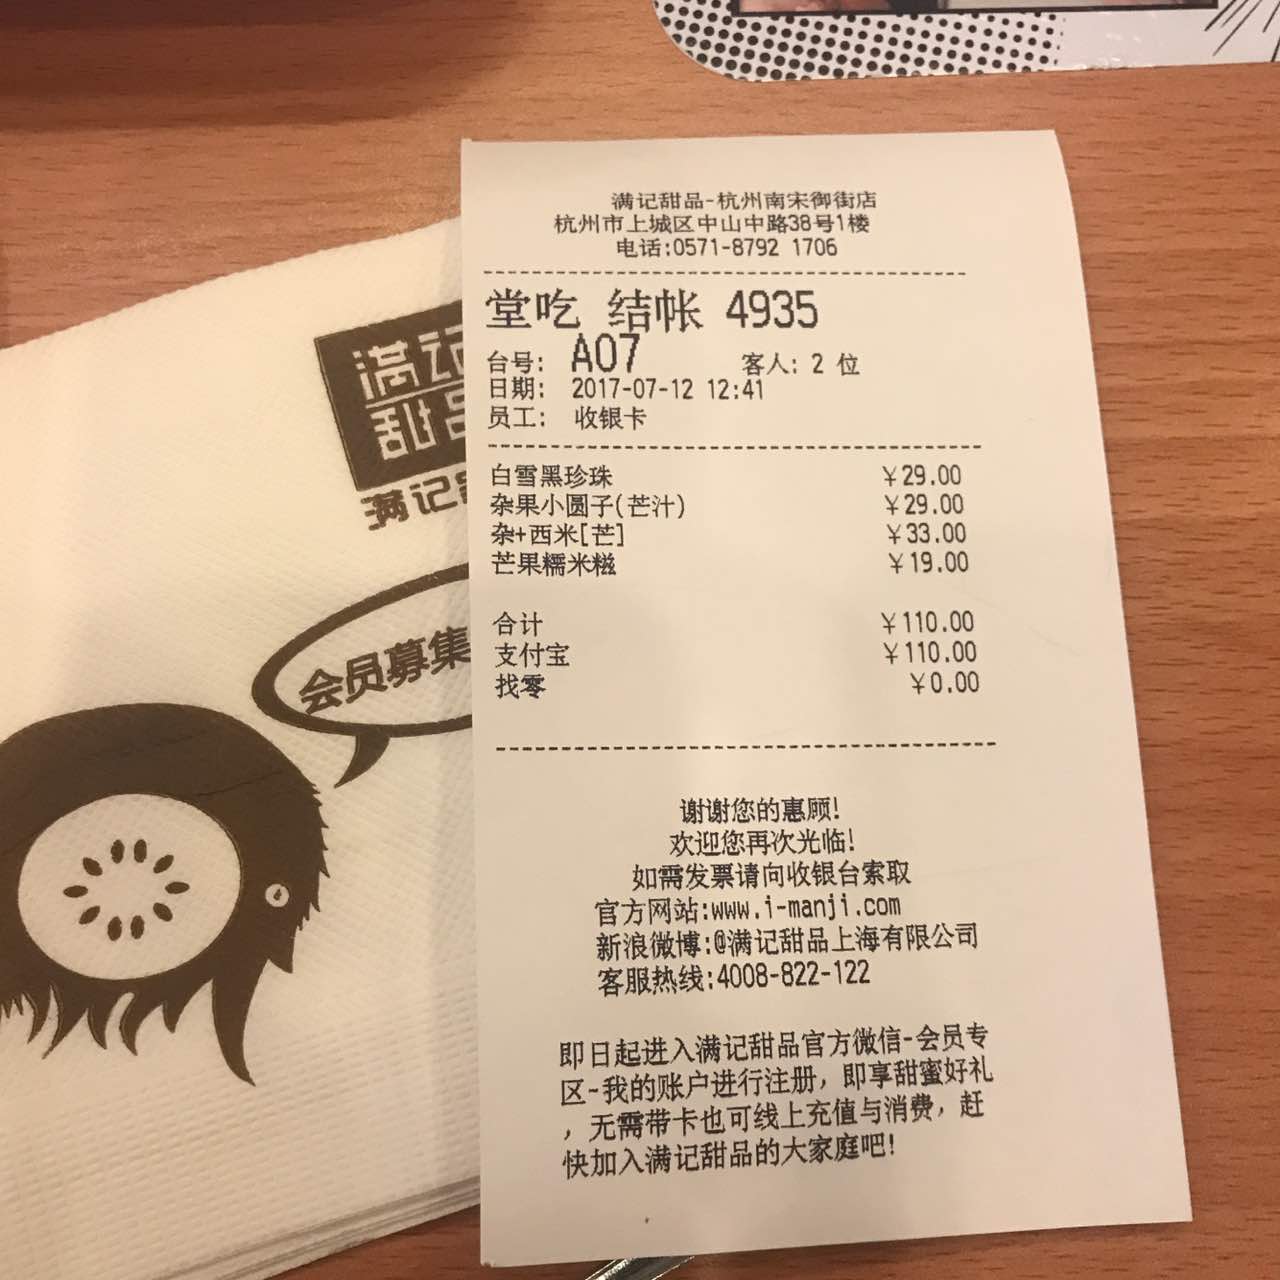 满记甜品-杭州南宋御街店
杭州市上城区中山中路38号1楼
电话:0571-8792 1706
堂吃 结帐 4935
台号: A07 客人: 2 位
日期: 2017-07-12 12:41
员工: 收银卡
白雪黑珍珠 ¥29.00
杂果小圆子(芒汁) ¥29.00
杂+西米[芒] ¥33.00
芒果糯米糍 ¥19.00
合计 ¥110.00
支付宝 ¥110.00
找零 ¥0.00
谢谢您的惠顾!
欢迎您再次光临!
如需发票请向收银台索取
官方网站:www.i-manji.com
新浪微博:@满记甜品上海有限公司
客服热线:4008-822-122
即日起进入满记甜品官方微信-会员专
区-我的账户进行注册，即享甜蜜好礼
，无需带卡也可线上充值与消费，赶
快加入满记甜品的大家庭吧!
满记
甜品
满记
会员募集